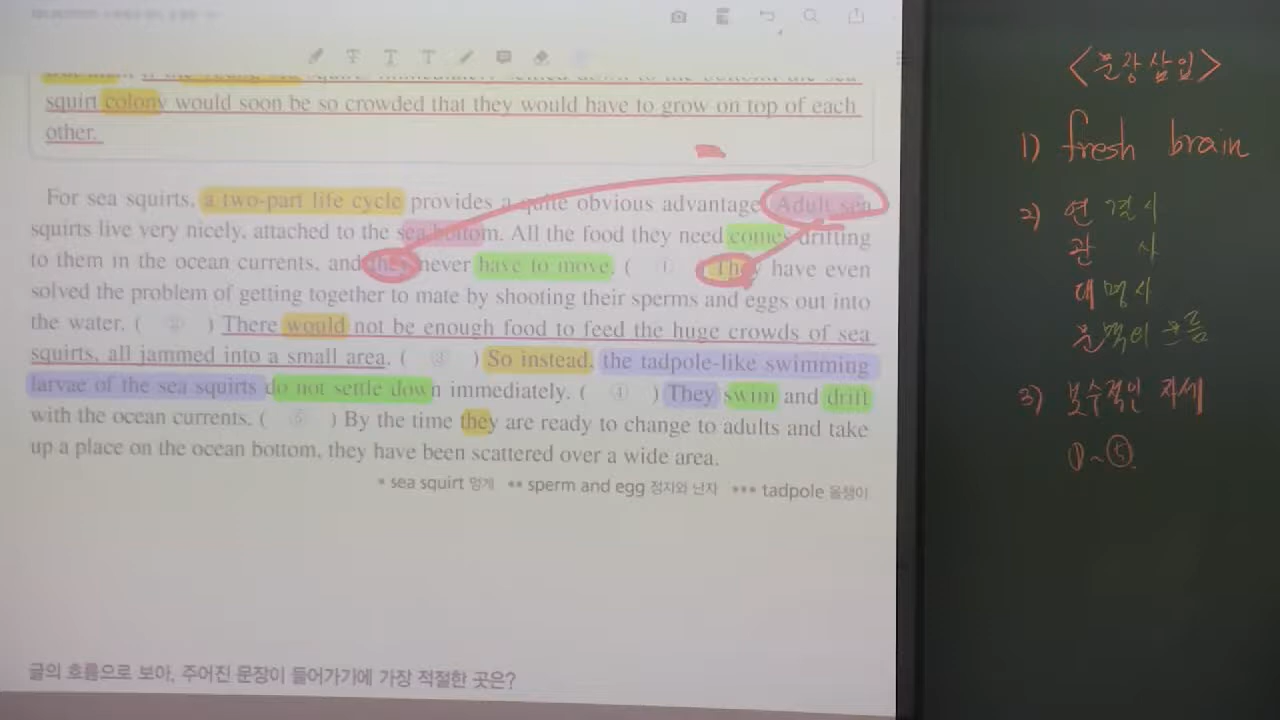 squirt colony would soon be so crowded that they would have to grow on top of each
other.
For sea squirts, a two-part life cycle provides a quite obvious advantage. Adult sea
squirts live very nicely, attached to the sea bottom. All the food they need comes drifting
to them in the ocean currents, and they never have to move. ( ① ) They have even
solved the problem of getting together to mate by shooting their sperms and eggs out into
the water. ( ② ) There would not be enough food to feed the huge crowds of sea
squirts, all jammed into a small area. ( ③ ) So instead, the tadpole-like swimming
larvae of the sea squirts do not settle down immediately. ( ④ ) They swim and drift
with the ocean currents. ( ⑤ ) By the time they are ready to change to adults and take
up a place on the ocean bottom, they have been scattered over a wide area.
* sea squirt 멍게 ** sperm and egg 정자와 난자 *** tadpole 올챙이
글의 흐름으로 보아, 주어진 문장이 들어가기에 가장 적절한 곳은?
<문장삽입>
1) fresh brain
2) 연결사
관사
대명사
문맥의 흐름
3) 보수적인 자세
①~⑤